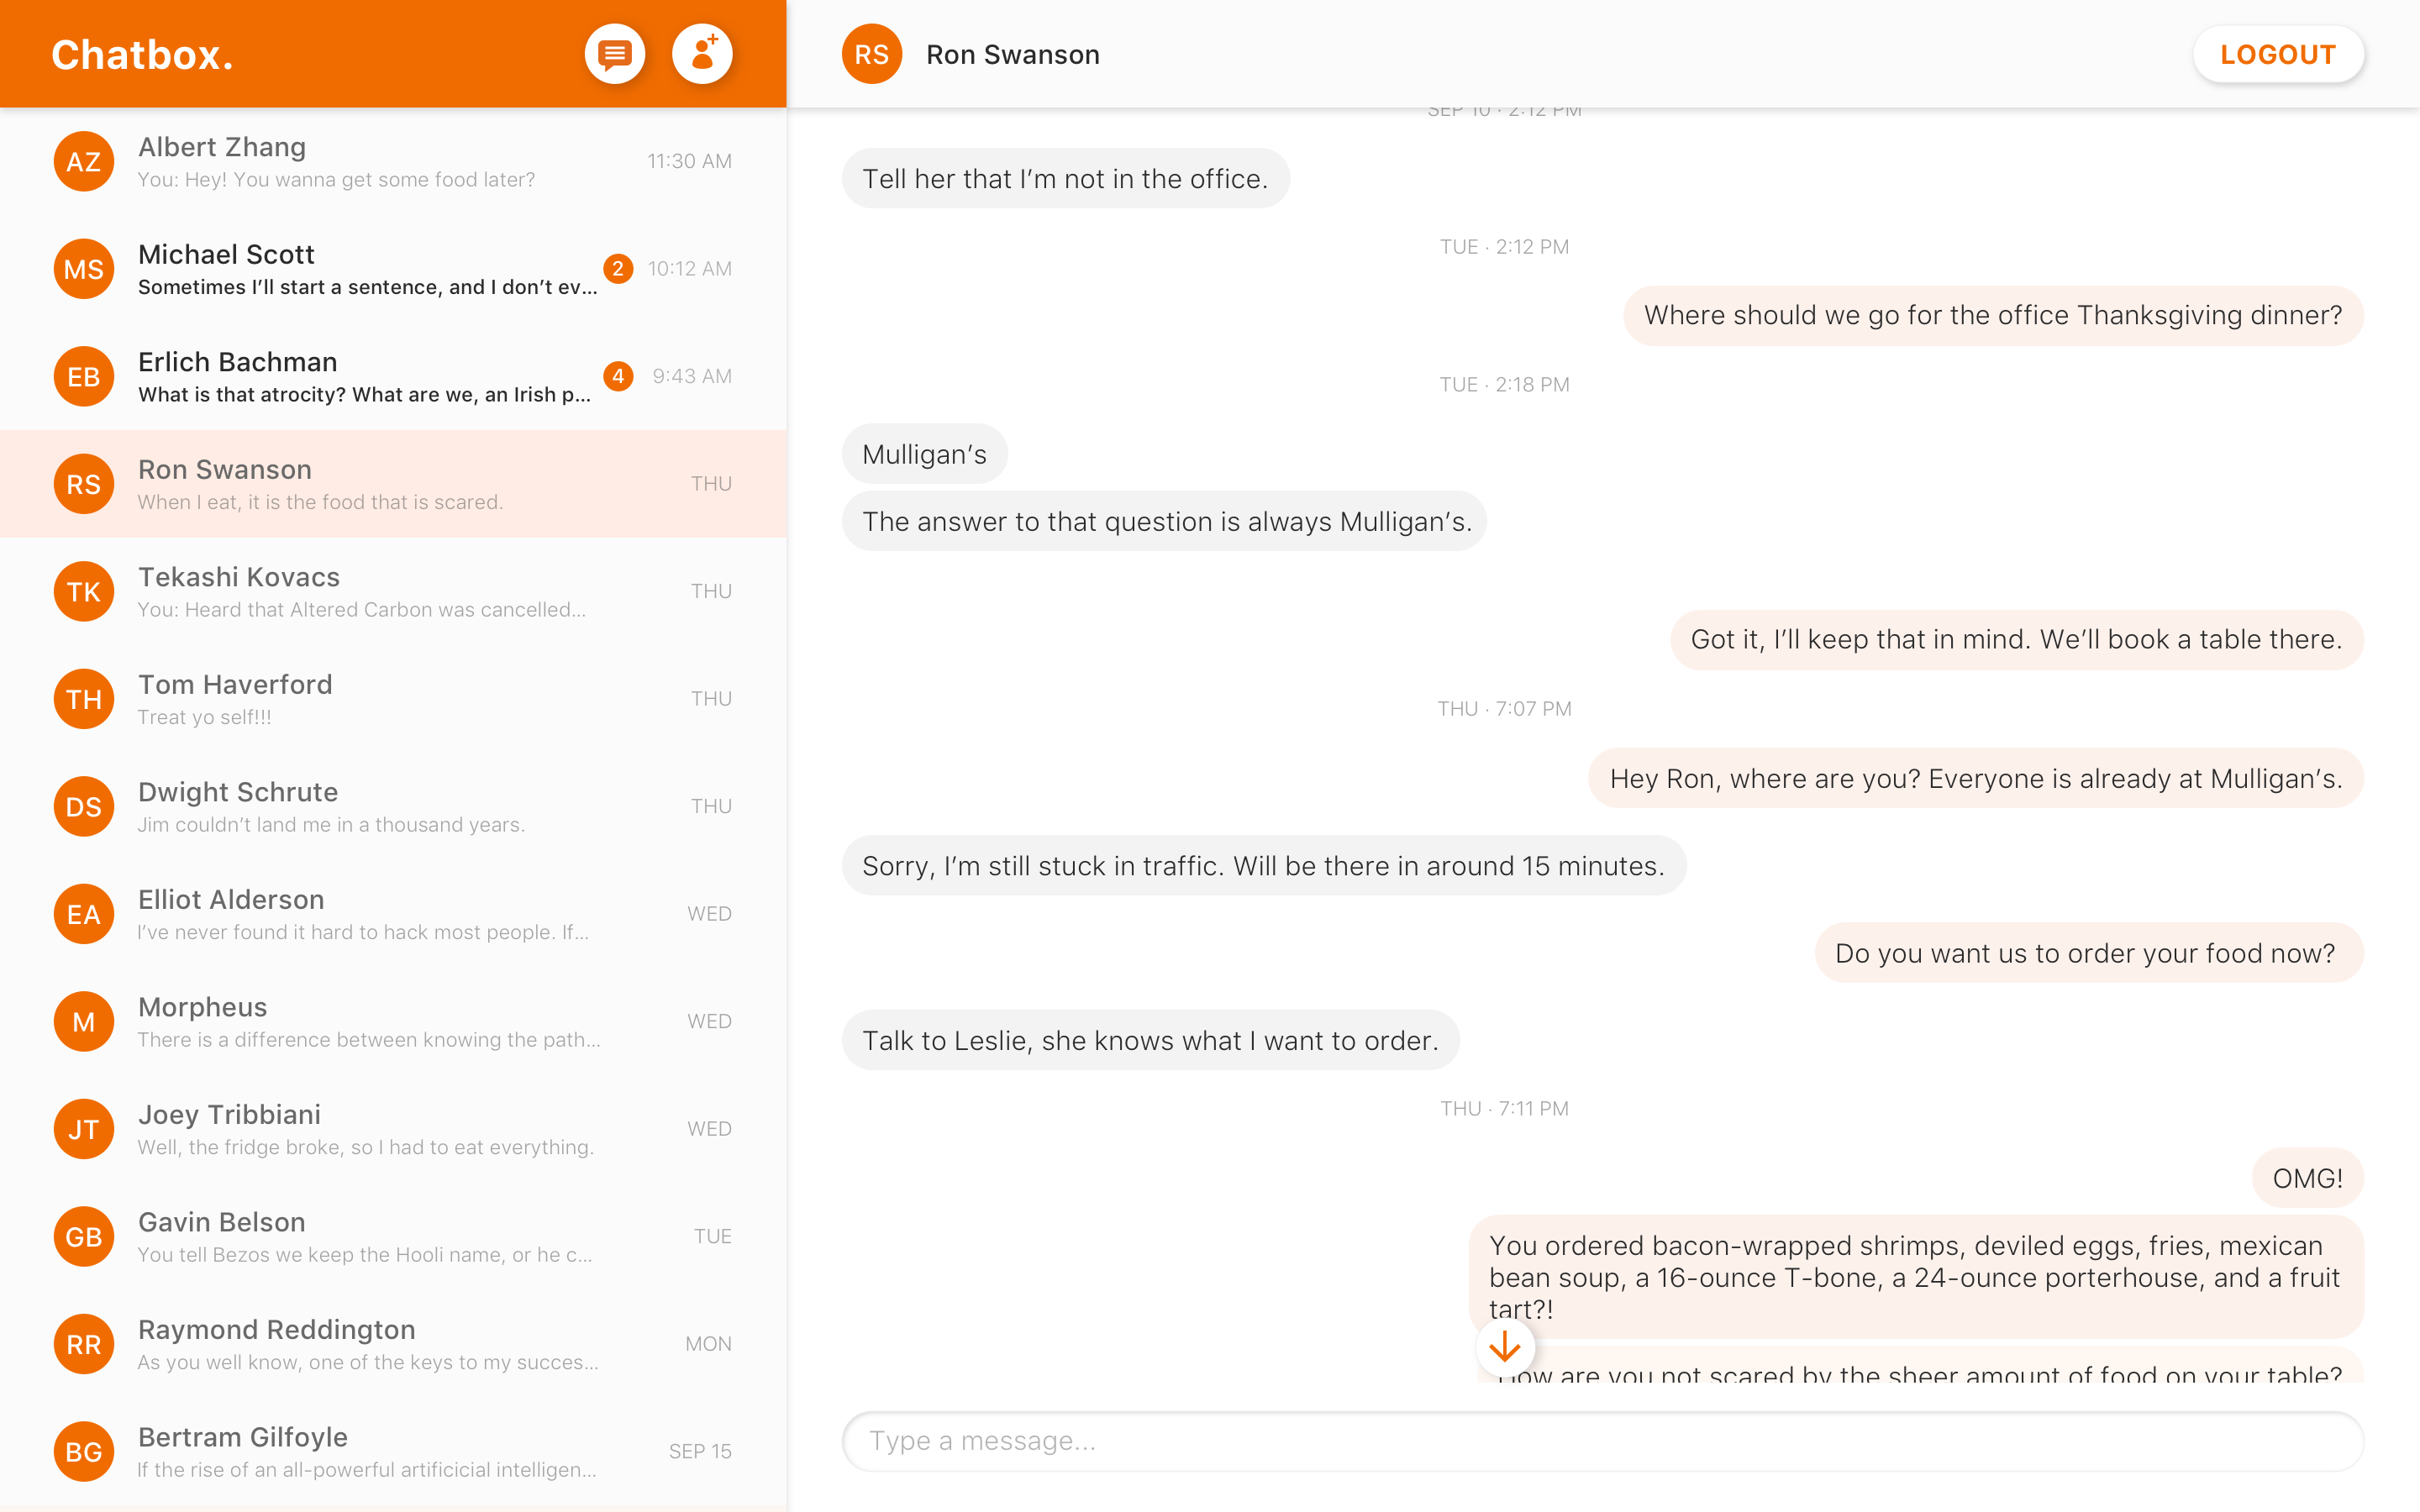 Chatbox.
AZ
Albert Zhang
You: Hey! You wanna get some food later?
11:30 AM
MS
Michael Scott
Sometimes I’ll start a sentence, and I don’t ev...
2
10:12 AM
EB
Erlich Bachman
What is that atrocity? What are we, an Irish p...
4
9:43 AM
RS
Ron Swanson
When I eat, it is the food that is scared.
THU
TK
Tekashi Kovacs
You: Heard that Altered Carbon was cancelled...
THU
TH
Tom Haverford
Treat yo self!!!
THU
DS
Dwight Schrute
Jim couldn’t land me in a thousand years.
THU
EA
Elliot Alderson
I’ve never found it hard to hack most people. If...
WED
M
Morpheus
There is a difference between knowing the path...
WED
JT
Joey Tribbiani
Well, the fridge broke, so I had to eat everything.
WED
GB
Gavin Belson
You tell Bezos we keep the Hooli name, or he c...
TUE
RR
Raymond Reddington
As you well know, one of the keys to my succes...
MON
BG
Bertram Gilfoyle
If the rise of an all-powerful artificicial intelligen...
SEP 15
RS
Ron Swanson
LOGOUT
SEP 10 · 2:12 PM
Tell her that I’m not in the office.
TUE · 2:12 PM
Where should we go for the office Thanksgiving dinner?
TUE · 2:18 PM
Mulligan’s
The answer to that question is always Mulligan’s.
Got it, I’ll keep that in mind. We’ll book a table there.
THU · 7:07 PM
Hey Ron, where are you? Everyone is already at Mulligan’s.
Sorry, I’m still stuck in traffic. Will be there in around 15 minutes.
Do you want us to order your food now?
Talk to Leslie, she knows what I want to order.
THU · 7:11 PM
OMG!
You ordered bacon-wrapped shrimps, deviled eggs, fries, mexican
bean soup, a 16-ounce T-bone, a 24-ounce porterhouse, and a fruit
tart?!
How are you not scared by the sheer amount of food on your table?
Type a message...